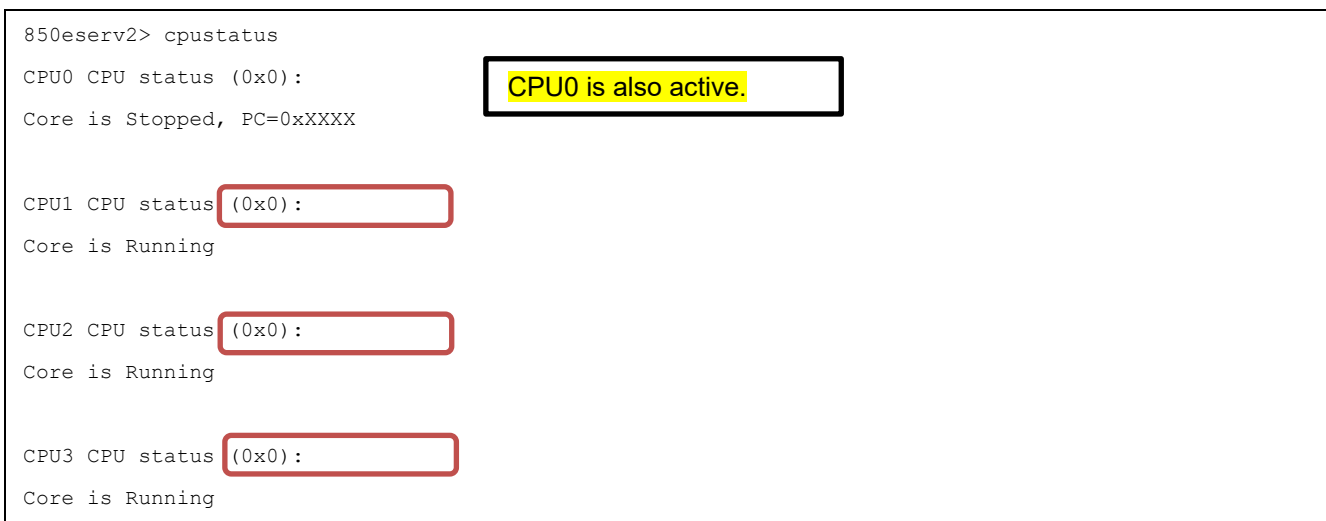 850eserv2> cpustatus
CPU0 CPU status (0x0):
CPU0 is also active.
Core is Stopped, PC=0xXXXX
CPU1 CPU status (0x0):
Core is Running
CPU2 CPU status (0x0):
Core is Running
CPU3 CPU status (0x0):
Core is Running